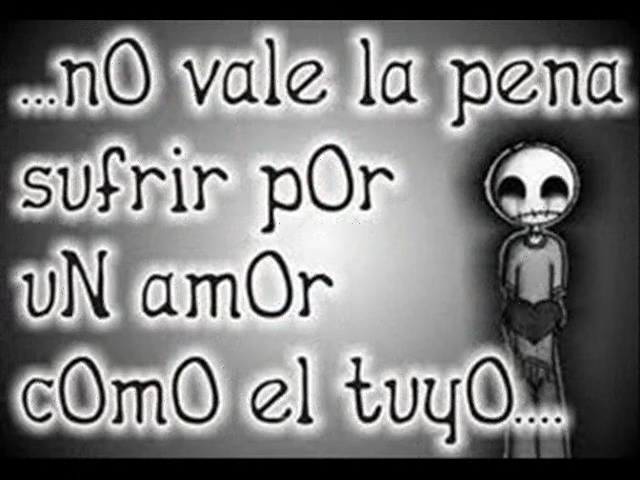 ...nO vale la pena
sufrir pOr
uN amOr
cOmO el tuyO....